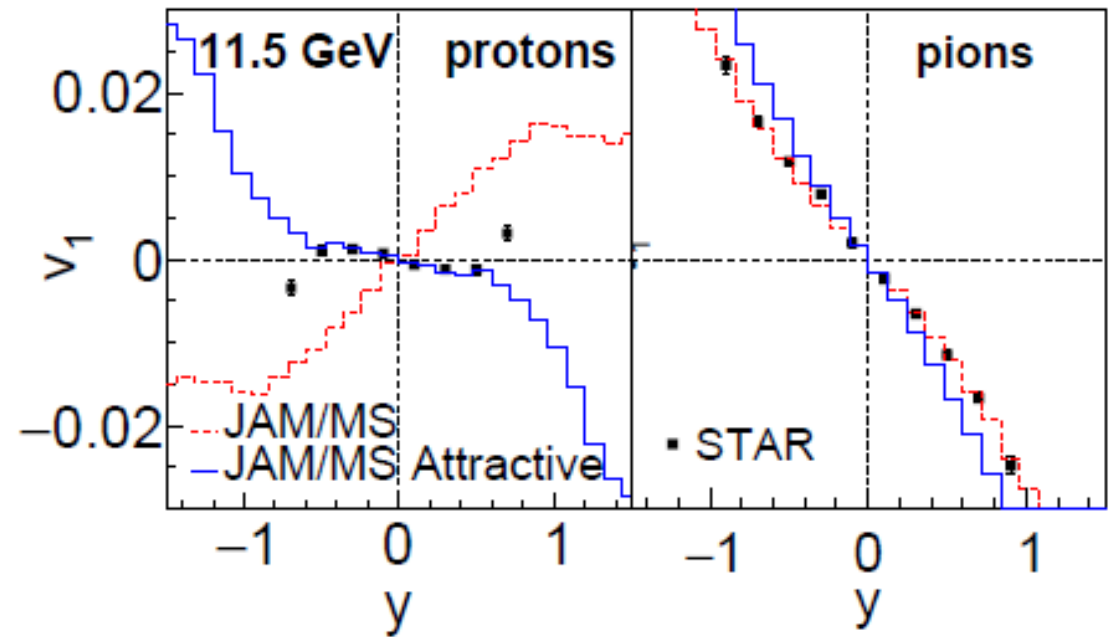 11.5 GeV protons
pions
0.02
0
−0.02
v1
JAM/MS
JAM/MS Attractive
STAR
−1 0 1
−1 0 1
y
y